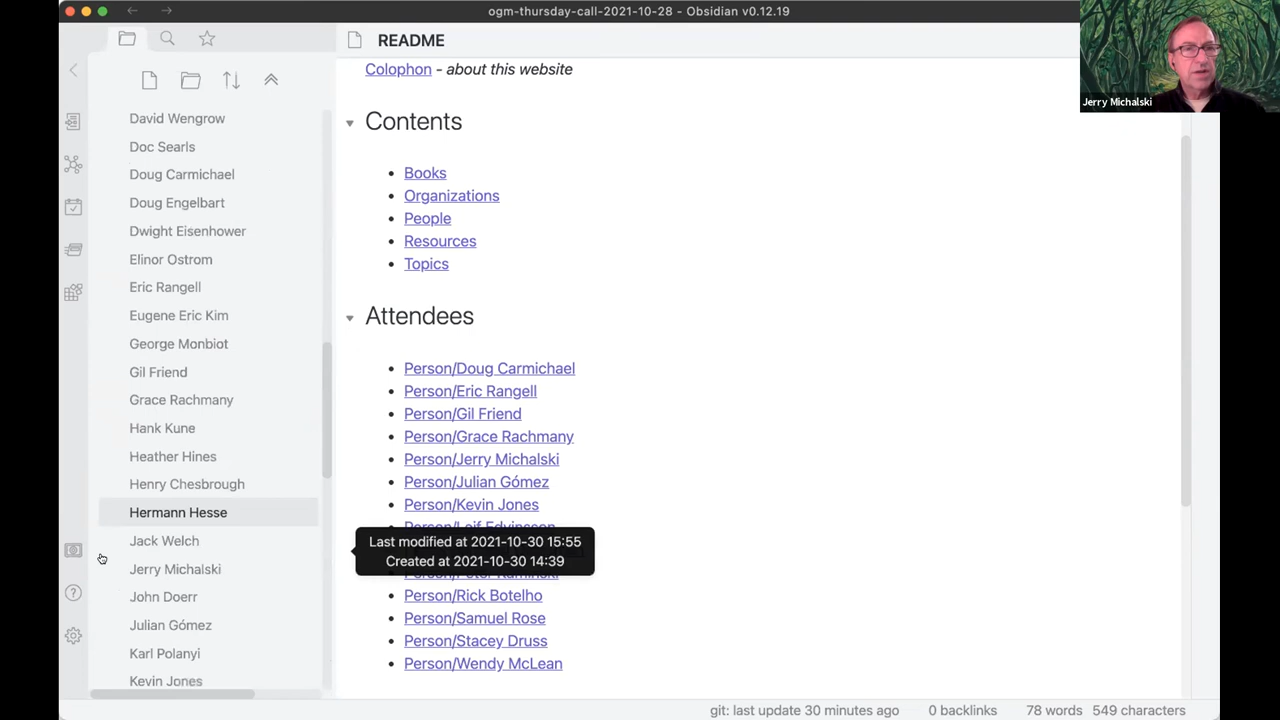 ogm-thursday-call-2021-10-28 - Obsidian v0.12.19
Jerry Michalski
README
Colophon - about this website
Contents
Books
Organizations
People
Resources
Topics
Attendees
Person/Doug Carmichael
Person/Eric Rangell
Person/Gil Friend
Person/Grace Rachmany
Person/Jerry Michalski
Person/Julian Gómez
Person/Kevin Jones
Person/Leif Edvinsson
Last modified at 2021-10-30 15:55
Created at 2021-10-30 14:39
Person/Peter Kaminski
Person/Rick Botelho
Person/Samuel Rose
Person/Stacey Druss
Person/Wendy McLean
David Wengrow
Doc Searls
Doug Carmichael
Doug Engelbart
Dwight Eisenhower
Elinor Ostrom
Eric Rangell
Eugene Eric Kim
George Monbiot
Gil Friend
Grace Rachmany
Hank Kune
Heather Hines
Henry Chesbrough
Hermann Hesse
Jack Welch
Jerry Michalski
John Doerr
Julian Gómez
Karl Polanyi
Kevin Jones
git: last update 30 minutes ago
0 backlinks
78 words
549 characters